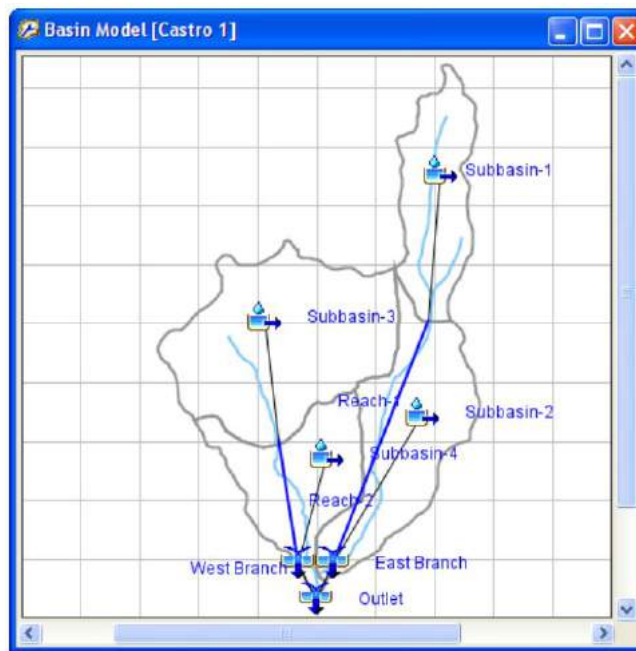 Basin Model [Castro 1]
Subbasin-1
Subbasin-3
Reach-1
Subbasin-2
Subbasin-4
Reach-2
West Branch
East Branch
Outlet